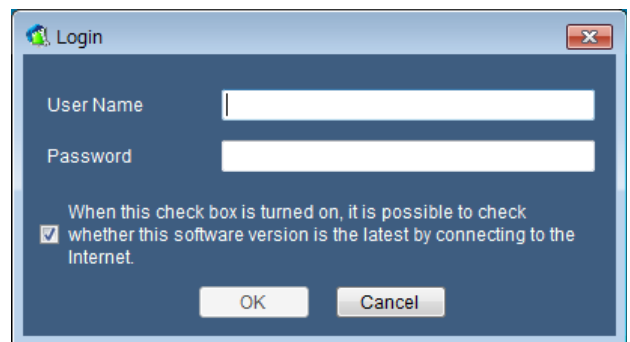 Login
User Name
Password
When this check box is turned on, it is possible to check
whether this software version is the latest by connecting to the
Internet.
OK Cancel